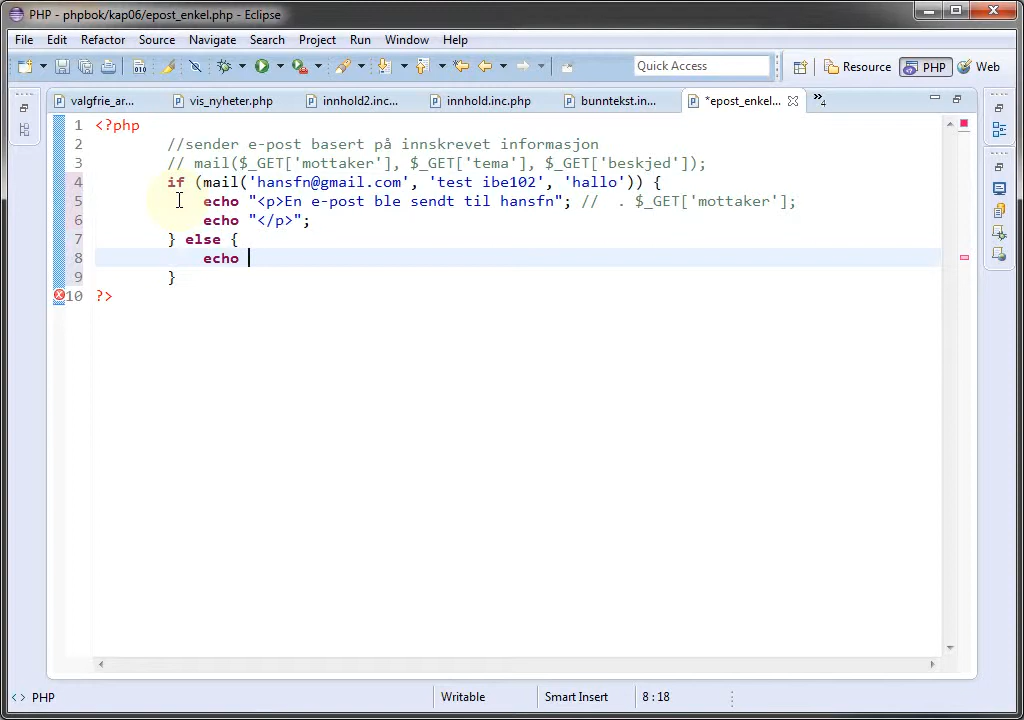 PHP - phpbok/kap06/epost_enkel.php - Eclipse
File Edit Refactor Source Navigate Search Project Run Window Help
Quick Access Resource PHP Web
valgfrie_ar... vis_nyheter.php innhold2.inc... innhold.inc.php bunntekst.in... *epost_enkel... »4
1 <?php
2 //sender e-post basert på innskrevet informasjon
3 // mail($_GET['mottaker'], $_GET['tema'], $_GET['beskjed']);
4 if (mail('hansfn@gmail.com', 'test ibe102', 'hallo')) {
5 echo "<p>En e-post ble sendt til hansfn"; // . $_GET['mottaker'];
6 echo "</p>";
7 } else {
8 echo
9 }
10 ?>
<> PHP Writable Smart Insert 8 : 18